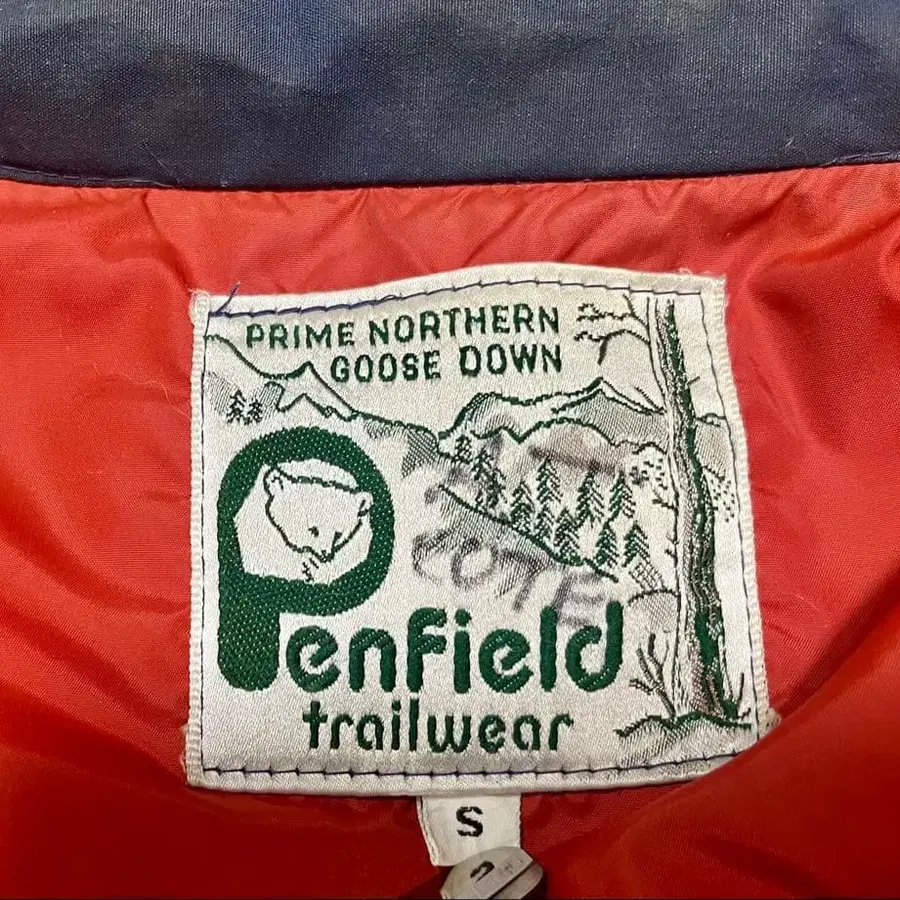 PRIME NORTHERN
GOOSE DOWN
Penfield
trailwear
S